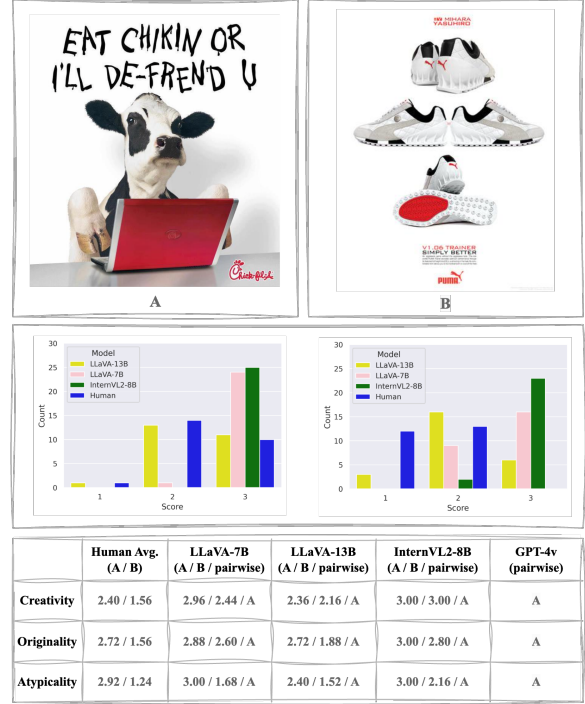 EAT CHIKIN OR
I'LL DE-FREND U
Chick-fil-A
A
MIHARA
YASUHIRO
V1-06 TRAINER
SIMPLY BETTER
PUMA
B
30
25
20
15
10
5
0
Count
Model
LLaVA-13B
LLaVA-7B
InternVL2-8B
Human
1 2 3
Score
30
25
20
15
10
5
0
Count
Model
LLaVA-13B
LLaVA-7B
InternVL2-8B
Human
1 2 3
Score
Human Avg. LLaVA-7B LLaVA-13B InternVL2-8B GPT-4v
(A / B) (A / B / pairwise) (A / B / pairwise) (A / B / pairwise) (pairwise)
Creativity 2.40 / 1.56 2.96 / 2.44 / A 2.36 / 2.16 / A 3.00 / 3.00 / A A
Originality 2.72 / 1.56 2.88 / 2.60 / A 2.72 / 1.88 / A 3.00 / 2.80 / A A
Atypicality 2.92 / 1.24 3.00 / 1.68 / A 2.40 / 1.52 / A 3.00 / 2.16 / A A